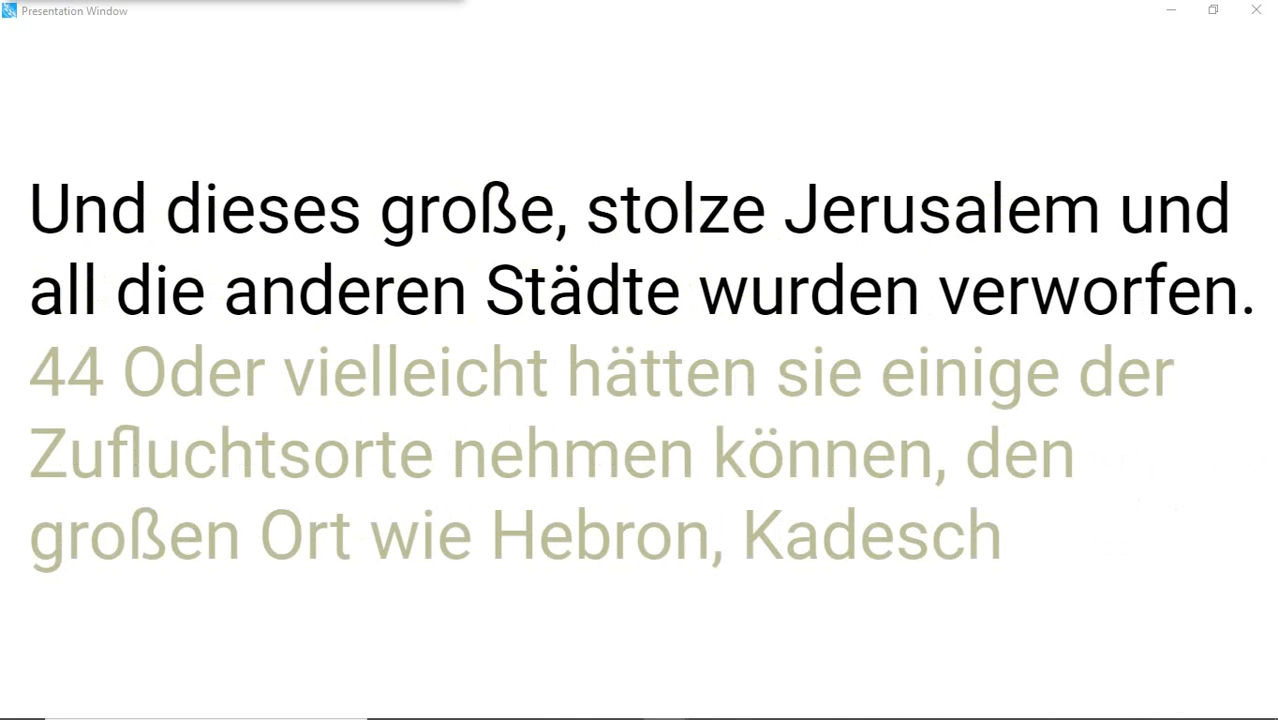 Presentation Window
Und dieses große, stolze Jerusalem und
all die anderen Städte wurden verworfen.
44 Oder vielleicht hätten sie einige der
Zufluchtsorte nehmen können, den
großen Ort wie Hebron, Kadesch